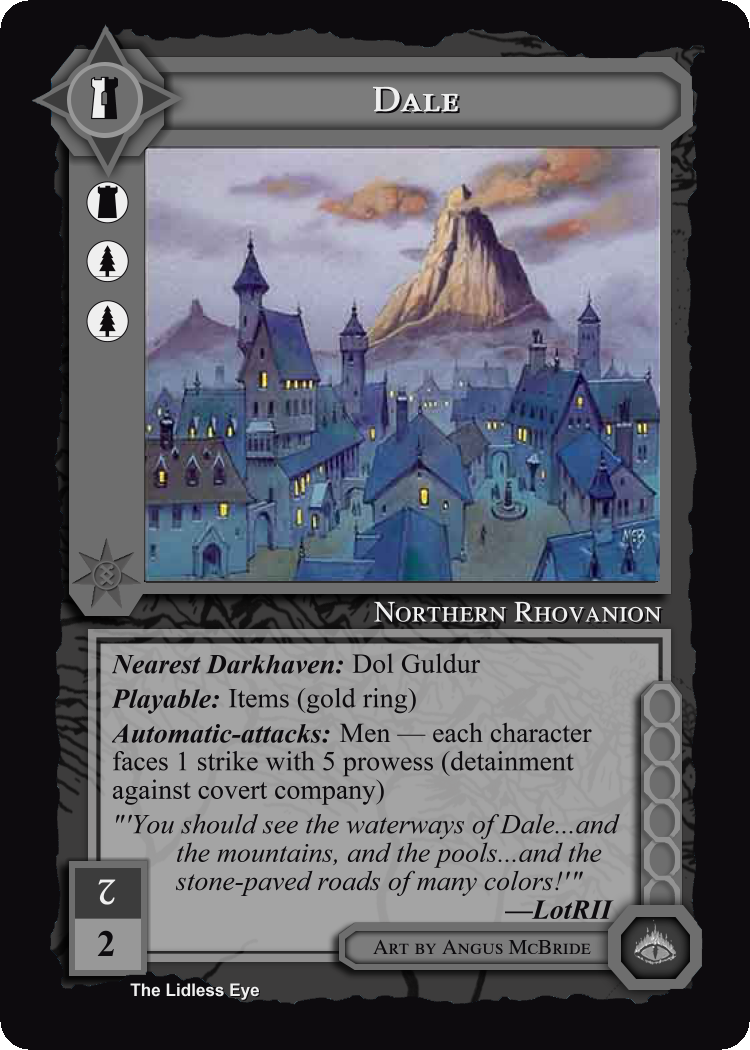 DALE
McB
NORTHERN RHOVANION
Nearest Darkhaven: Dol Guldur
Playable: Items (gold ring)
Automatic-attacks: Men — each character
faces 1 strike with 5 prowess (detainment
against covert company)
"'You should see the waterways of Dale...and
the mountains, and the pools...and the
stone-paved roads of many colors!'"
—LotRII
2
2
ART BY ANGUS MCBRIDE
The Lidless Eye